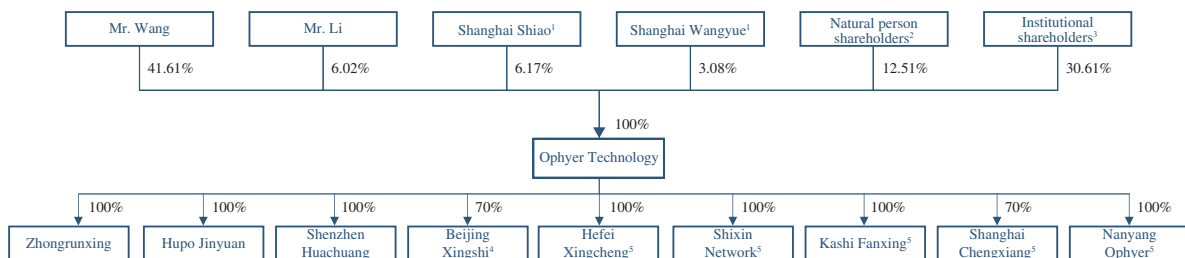 Mr. Wang
Mr. Li
Shanghai Shiao¹
Shanghai Wangyue¹
Natural person
shareholders²
Institutional
shareholders³
41.61%
6.02%
6.17%
3.08%
12.51%
30.61%
100%
Ophyer Technology
100%
100%
100%
70%
100%
100%
100%
70%
100%
Zhongrunxing
Hupo Jinyuan
Shenzhen
Huachuang
Beijing
Xingshi⁴
Hefei
Xingcheng⁵
Shixin
Network⁵
Kashi Fanxing⁵
Shanghai
Chengxiang⁵
Nanyang
Ophyer⁵